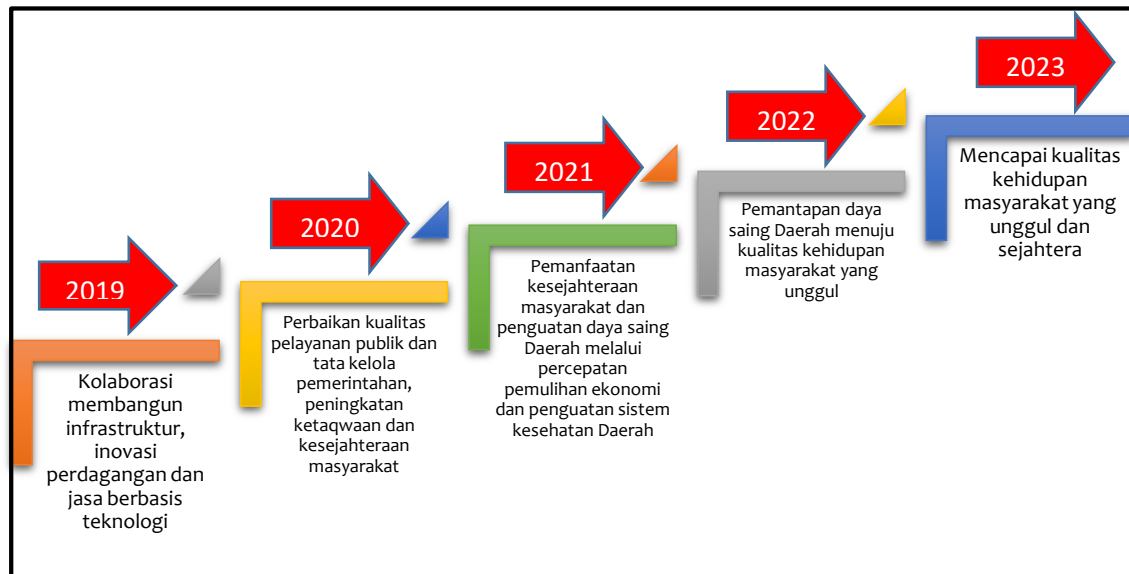 2019
Kolaborasi
membangun
infrastruktur,
inovasi
perdagangan dan
jasa berbasis
teknologi
2020
Perbaikan kualitas
pelayanan publik dan
tata kelola
pemerintahan,
peningkatan
ketaqwaan dan
kesejahteraan
masyarakat
2021
Pemanfaatan
kesejahteraan
masyarakat dan
penguatan daya saing
Daerah melalui
percepatan
pemulihan ekonomi
dan penguatan sistem
kesehatan Daerah
2022
Pemantapan daya
saing Daerah menuju
kualitas kehidupan
masyarakat yang
unggul
2023
Mencapai kualitas
kehidupan
masyarakat yang
unggul dan
sejahtera